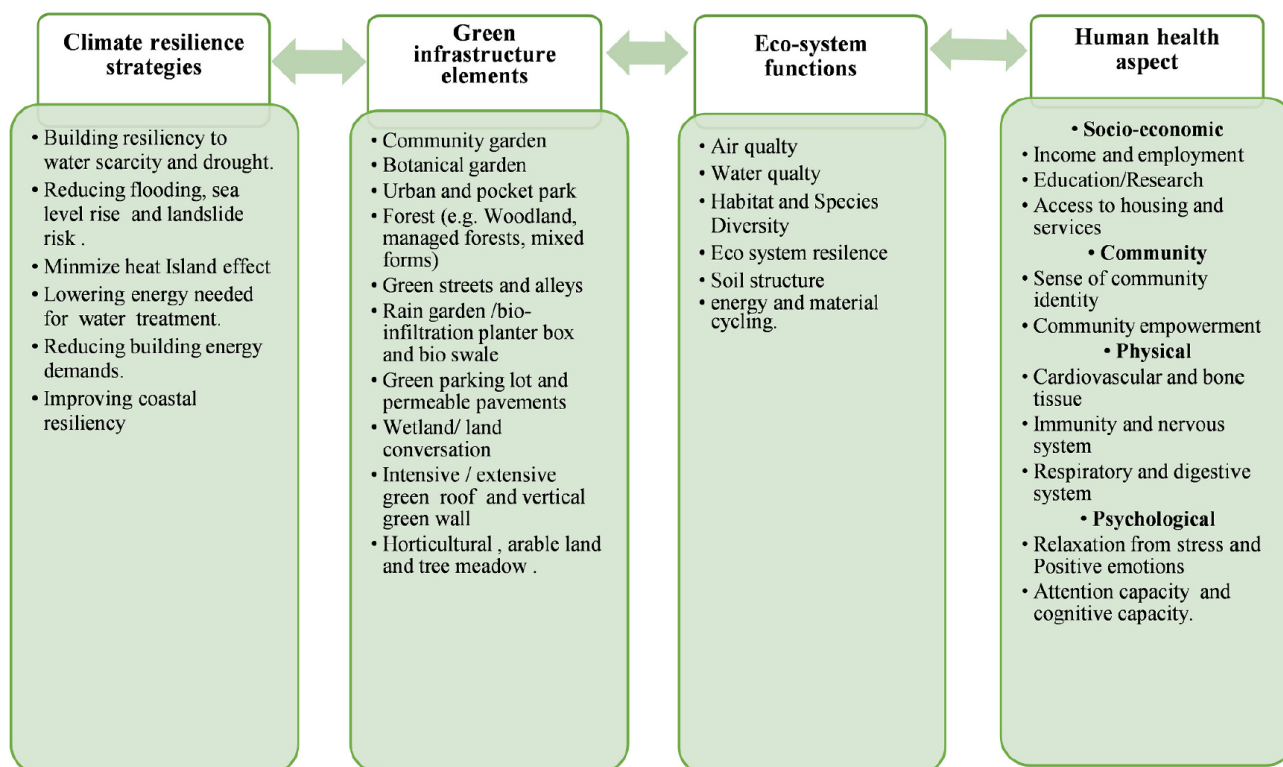 Climate resilience
strategies
• Building resiliency to
water scarcity and drought.
• Reducing flooding, sea
level rise and landslide
risk .
• Minmize heat Island effect
• Lowering energy needed
for water treatment.
• Reducing building energy
demands.
• Improving coastal
resiliency
Green
infrastructure
elements
• Community garden
• Botanical garden
• Urban and pocket park
• Forest (e.g. Woodland,
managed forests, mixed
forms)
• Green streets and alleys
• Rain garden /bio-
infiltration planter box
and bio swale
• Green parking lot and
permeable pavements
• Wetland/ land
conversation
• Intensive / extensive
green roof and vertical
green wall
• Horticultural , arable land
and tree meadow .
Eco-system
functions
• Air qualty
• Water qualty
• Habitat and Species
Diversity
• Eco system resilence
• Soil structure
• energy and material
cycling.
Human health
aspect
• Socio-economic
• Income and employment
• Education/Research
• Access to housing and
services
• Community
• Sense of community
identity
• Community empowerment
• Physical
• Cardiovascular and bone
tissue
• Immunity and nervous
system
• Respiratory and digestive
system
• Psychological
• Relaxation from stress and
Positive emotions
• Attention capacity and
cognitive capacity.